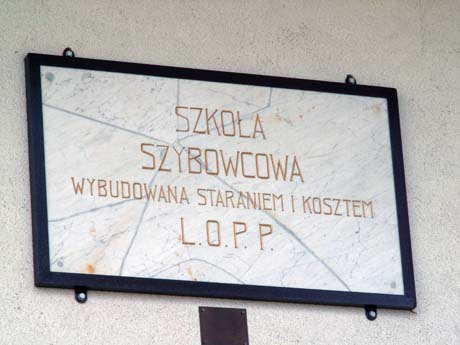 SZKOŁA
SZYBOWCOWA
WYBUDOWANA STARANIEM I KOSZTEM
L.O.P.P.